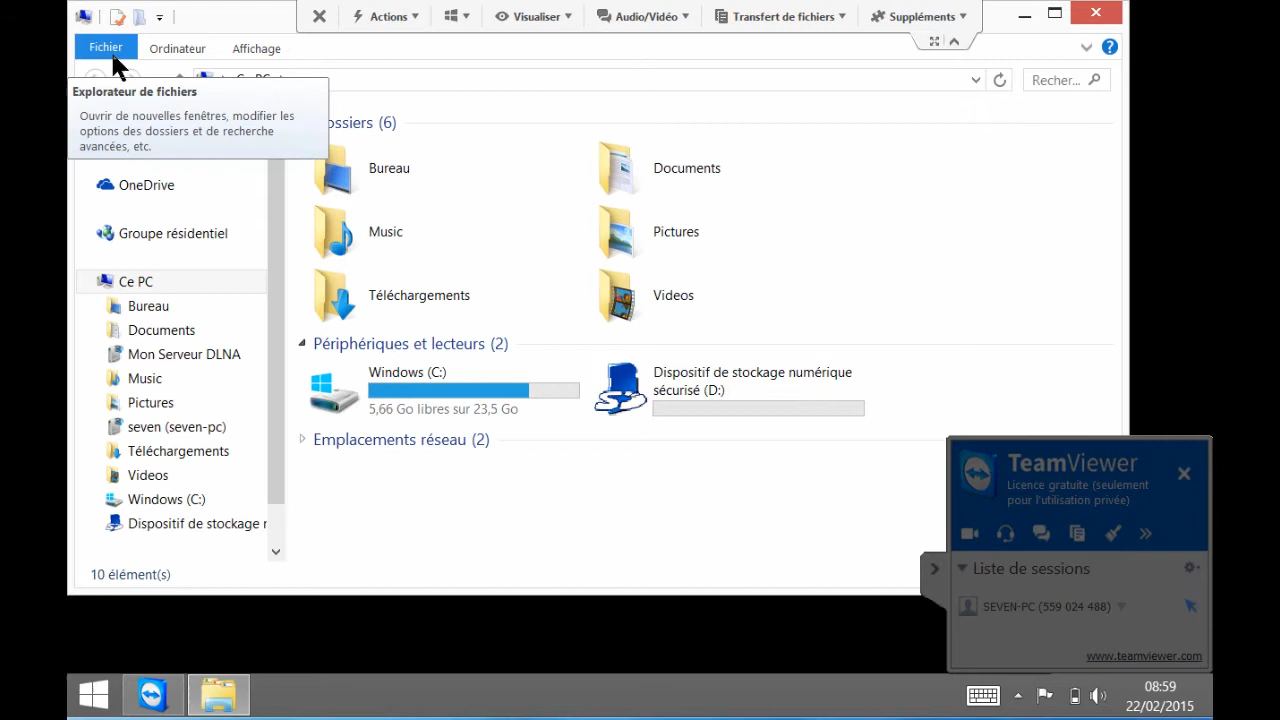 Actions
Visualiser
Audio/Vidéo
Transfert de fichiers
Suppléments
Fichier
Ordinateur
Affichage
Recher...
Explorateur de fichiers
Ouvrir de nouvelles fenêtres, modifier les
options des dossiers et de recherche
avancées, etc.
ossiers (6)
Bureau
Documents
Music
Pictures
Téléchargements
Videos
OneDrive
Groupe résidentiel
Ce PC
Bureau
Documents
Mon Serveur DLNA
Music
Pictures
seven (seven-pc)
Téléchargements
Videos
Windows (C:)
Dispositif de stockage r
Périphériques et lecteurs (2)
Windows (C:)
5,66 Go libres sur 23,5 Go
Dispositif de stockage numérique
sécurisé (D:)
Emplacements réseau (2)
10 élément(s)
TeamViewer
Licence gratuite (seulement
pour l'utilisation privée)
Liste de sessions
SEVEN-PC (559 024 488)
www.teamviewer.com
08:59
22/02/2015